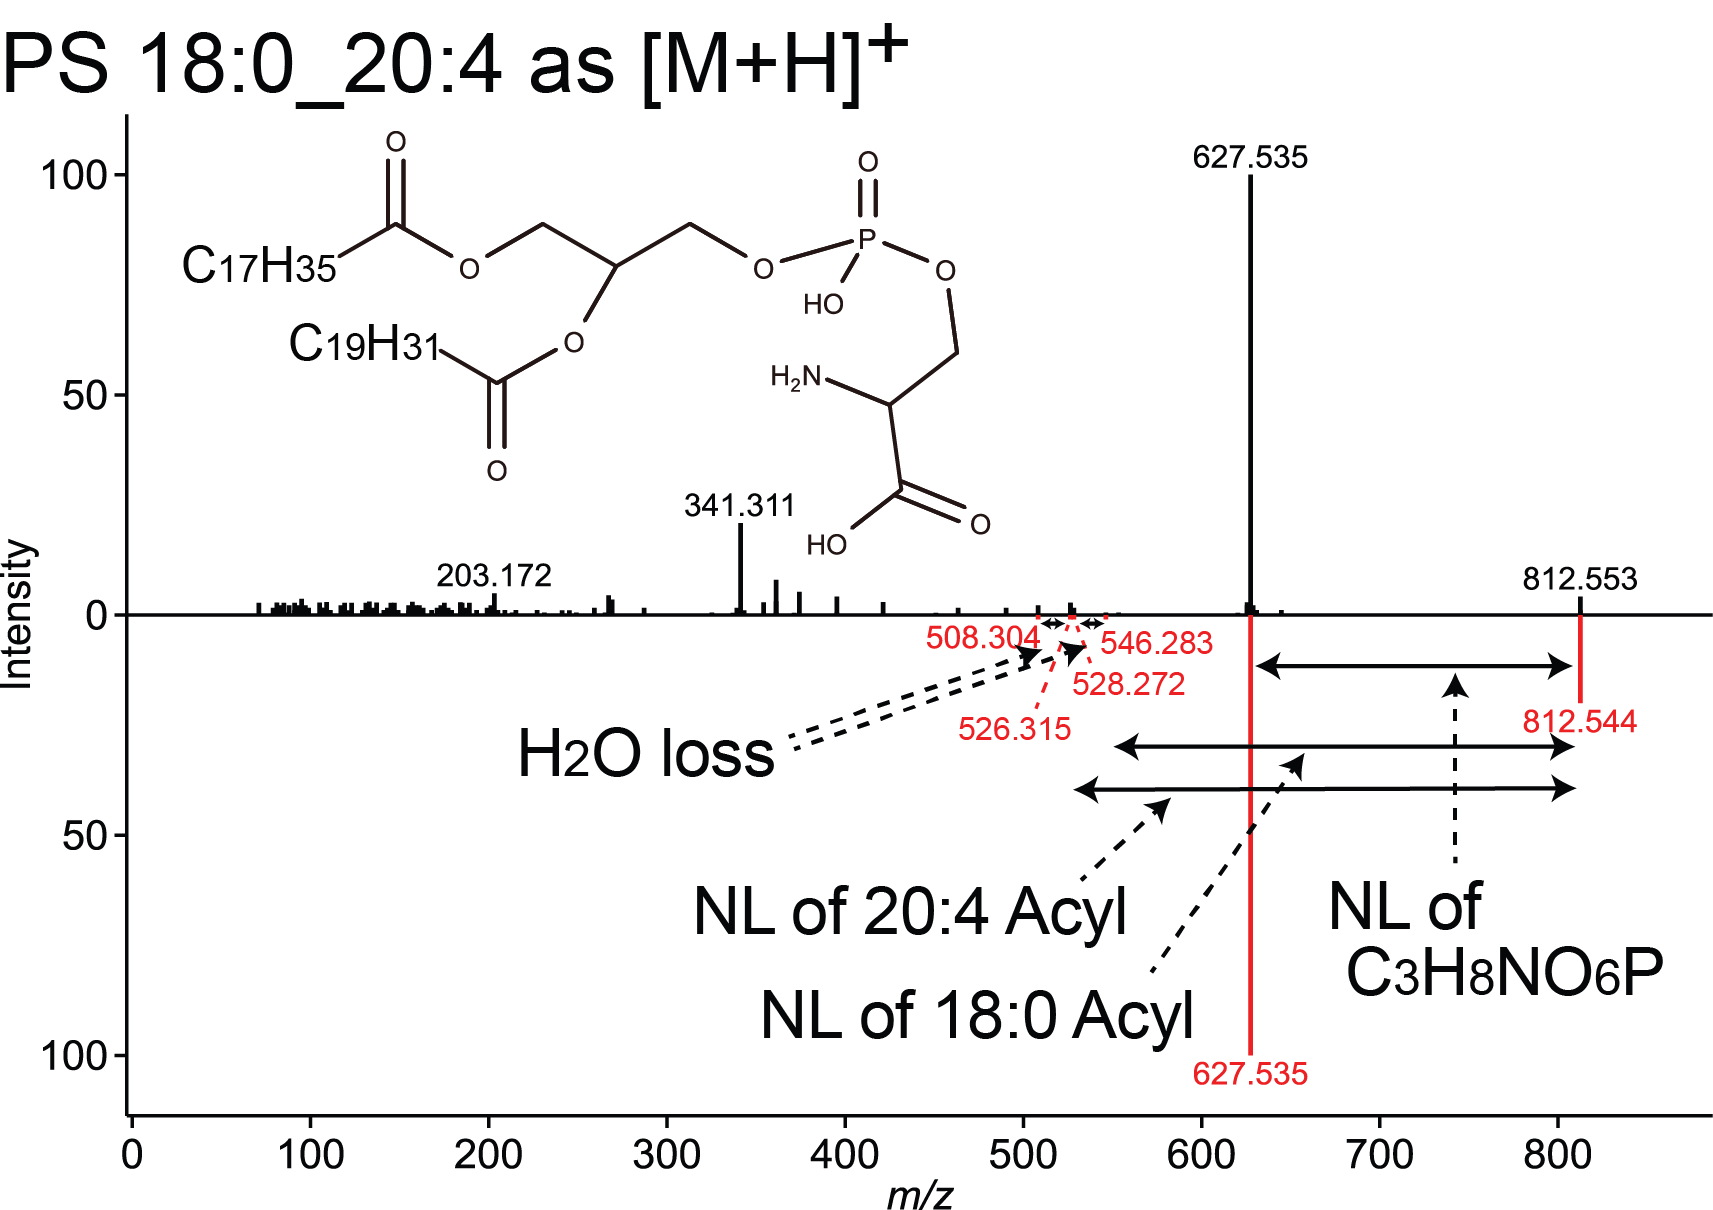 PS 18:0_20:4 as [M+H]+
627.535
O
O
100
P
C17H35
O
O
O
HO
C19H31
O
H2N
50
O
341.311
O
HO
203.172
812.553
Intensity
0
508.304
546.283
528.272
526.315
812.544
H2O loss
50
NL of 20:4 Acyl
NL of
C3H8NO6P
NL of 18:0 Acyl
100
627.535
0 100 200 300 400 500 600 700 800
m/z